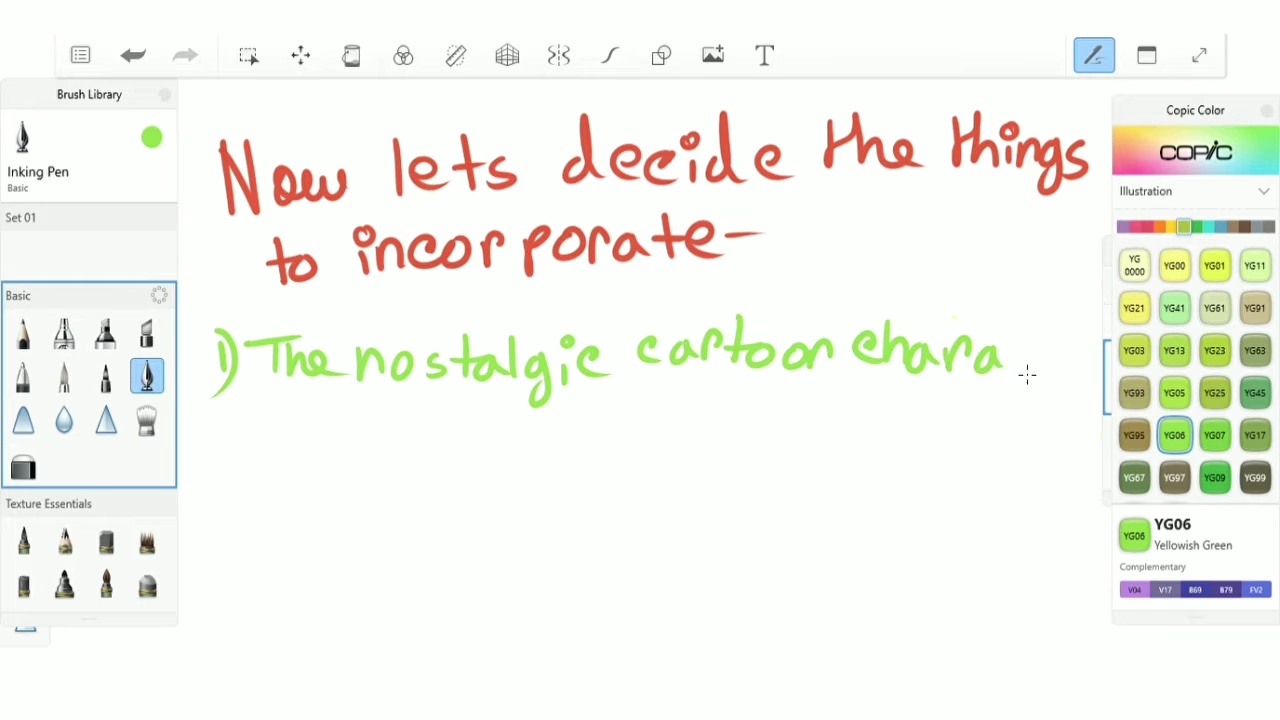 Brush Library
Inking Pen
Basic
Set 01
Basic
Texture Essentials
T
Now lets decide the things
to incorporate-
1) The nostalgic cartoon chara
Copic Color
COPIC
Illustration
YG 0000 YG00 YG01 YG11
YG21 YG41 YG61 YG91
YG03 YG13 YG23 YG63
YG93 YG05 YG25 YG45
YG95 YG06 YG07 YG17
YG67 YG97 YG09 YG99
YG06 YG06
Yellowish Green
Complementary
V04 V17 B69 B79 FV2